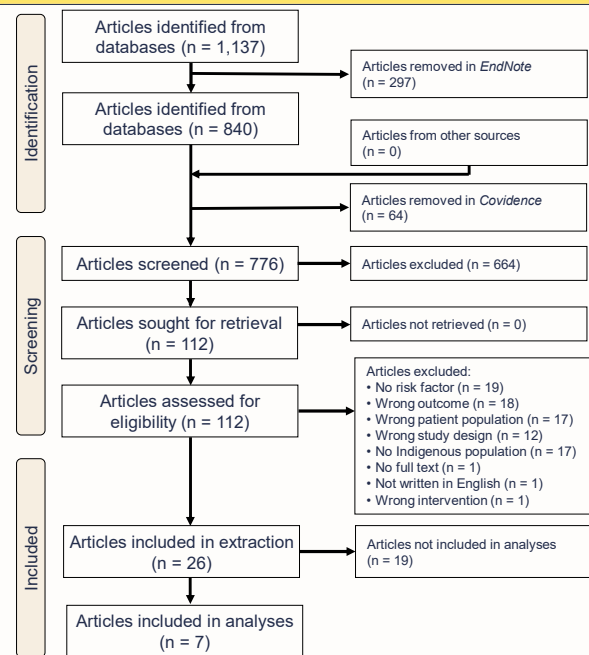 Identification
Articles identified from
databases (n = 1,137)
Articles removed in EndNote
(n = 297)
Articles identified from
databases (n = 840)
Articles from other sources
(n = 0)
Articles removed in Covidence
(n = 64)
Screening
Articles screened (n = 776)
Articles excluded (n = 664)
Articles sought for retrieval
(n = 112)
Articles not retrieved (n = 0)
Articles assessed for
eligibility (n = 112)
Articles excluded:
• No risk factor (n = 19)
• Wrong outcome (n = 18)
• Wrong patient population (n = 17)
• Wrong study design (n = 12)
• No Indigenous population (n = 17)
• No full text (n = 1)
• Not written in English (n = 1)
• Wrong intervention (n = 1)
Included
Articles included in extraction
(n = 26)
Articles not included in analyses
(n = 19)
Articles included in analyses
(n = 7)